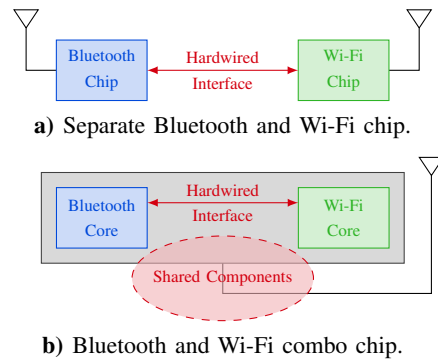 Bluetooth
Chip
Hardwired
Interface
Wi-Fi
Chip
a) Separate Bluetooth and Wi-Fi chip.
Bluetooth
Core
Hardwired
Interface
Wi-Fi
Core
Shared Components
b) Bluetooth and Wi-Fi combo chip.